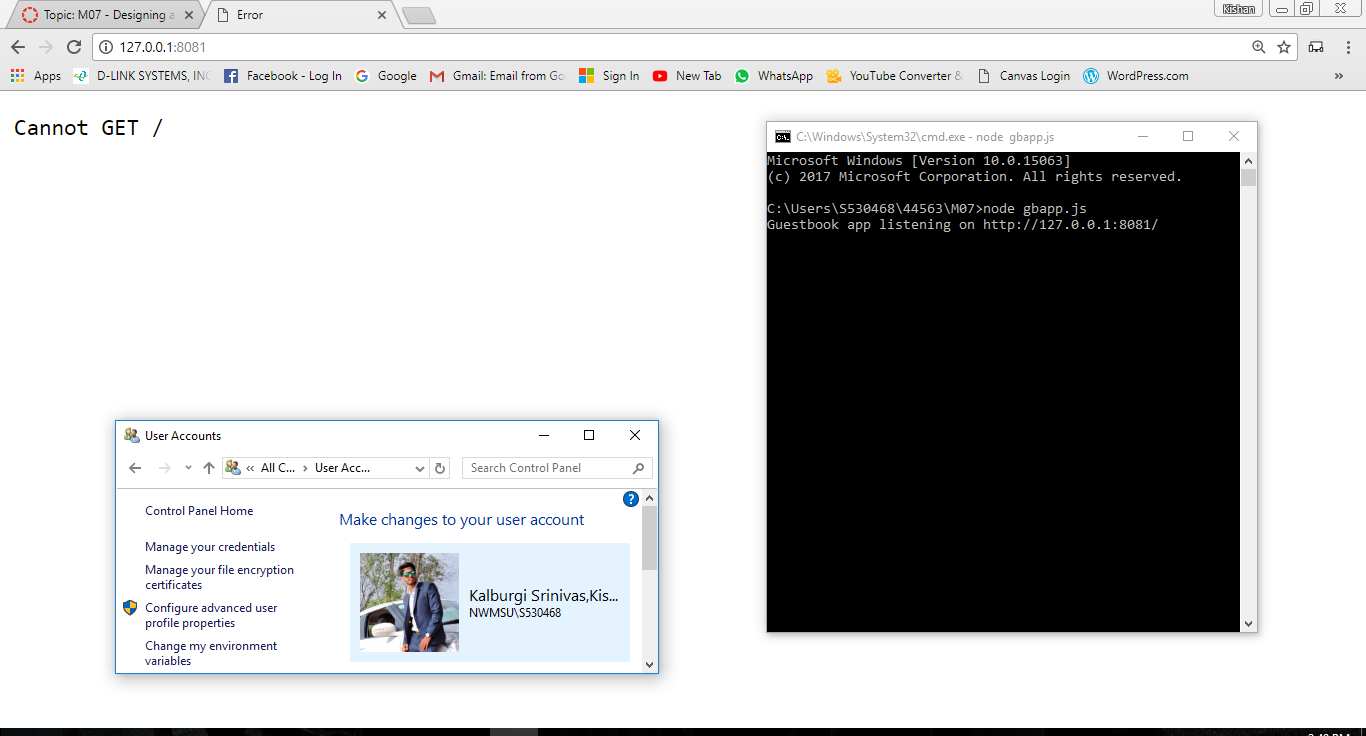 Topic: M07 - Designing a
Error
Kishan
127.0.0.1:8081
Apps
D-LINK SYSTEMS, INC
Facebook - Log In
Google
Gmail: Email from Go
Sign In
New Tab
WhatsApp
YouTube Converter &
Canvas Login
WordPress.com
»
Cannot GET /
C:\Windows\System32\cmd.exe - node gbapp.js
Microsoft Windows [Version 10.0.15063]
(c) 2017 Microsoft Corporation. All rights reserved.
C:\Users\S530468\44563\M07>node gbapp.js
Guestbook app listening on http://127.0.0.1:8081/
User Accounts
« All C... › User Acc...
Search Control Panel
Control Panel Home
Manage your credentials
Manage your file encryption
certificates
Configure advanced user
profile properties
Change my environment
variables
Make changes to your user account
Kalburgi Srinivas,Kis...
NWMSU\S530468